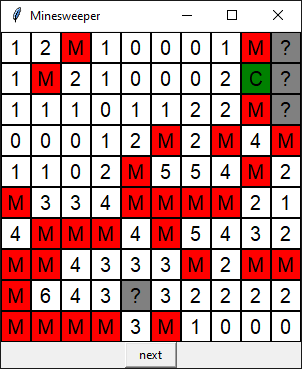 Minesweeper
1 2 M 1 0 0 0 1 M ?
1 M 2 1 0 0 0 2 C ?
1 1 1 0 1 1 2 2 M ?
0 0 0 1 2 M 2 M 4 M
1 1 0 2 M 5 5 4 M 2
M 3 3 4 M M M M 2 1
4 M M M 4 M 5 4 3 2
M M 4 3 3 3 M 2 M M
M 6 4 3 ? 3 2 2 2 2
M M M M 3 M 1 0 0 0
next